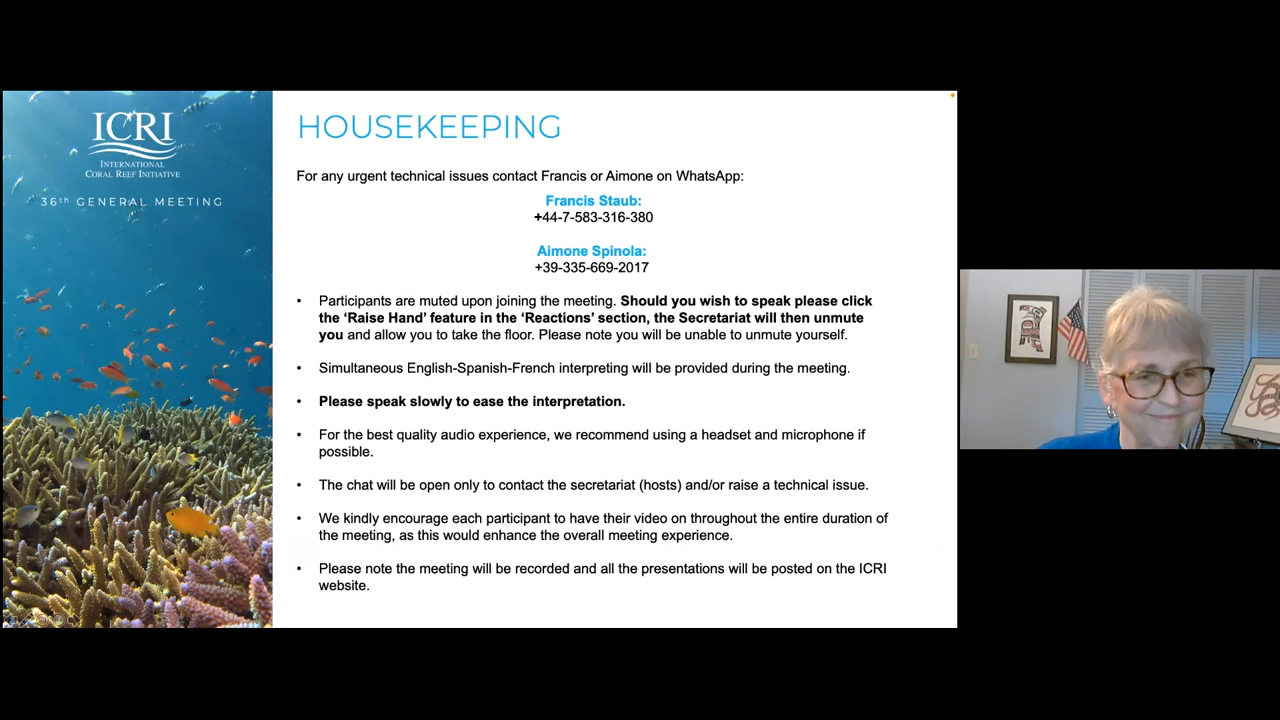 ICRI
INTERNATIONAL
CORAL REEF INITIATIVE
36th GENERAL MEETING
HOUSEKEEPING
For any urgent technical issues contact Francis or Aimone on WhatsApp:
Francis Staub:
+44-7-583-316-380
Aimone Spinola:
+39-335-669-2017
• Participants are muted upon joining the meeting. Should you wish to speak please click
the ‘Raise Hand’ feature in the ‘Reactions’ section, the Secretariat will then unmute
you and allow you to take the floor. Please note you will be unable to unmute yourself.
• Simultaneous English-Spanish-French interpreting will be provided during the meeting.
• Please speak slowly to ease the interpretation.
• For the best quality audio experience, we recommend using a headset and microphone if
possible.
• The chat will be open only to contact the secretariat (hosts) and/or raise a technical issue.
• We kindly encourage each participant to have their video on throughout the entire duration of
the meeting, as this would enhance the overall meeting experience.
• Please note the meeting will be recorded and all the presentations will be posted on the ICRI
website.